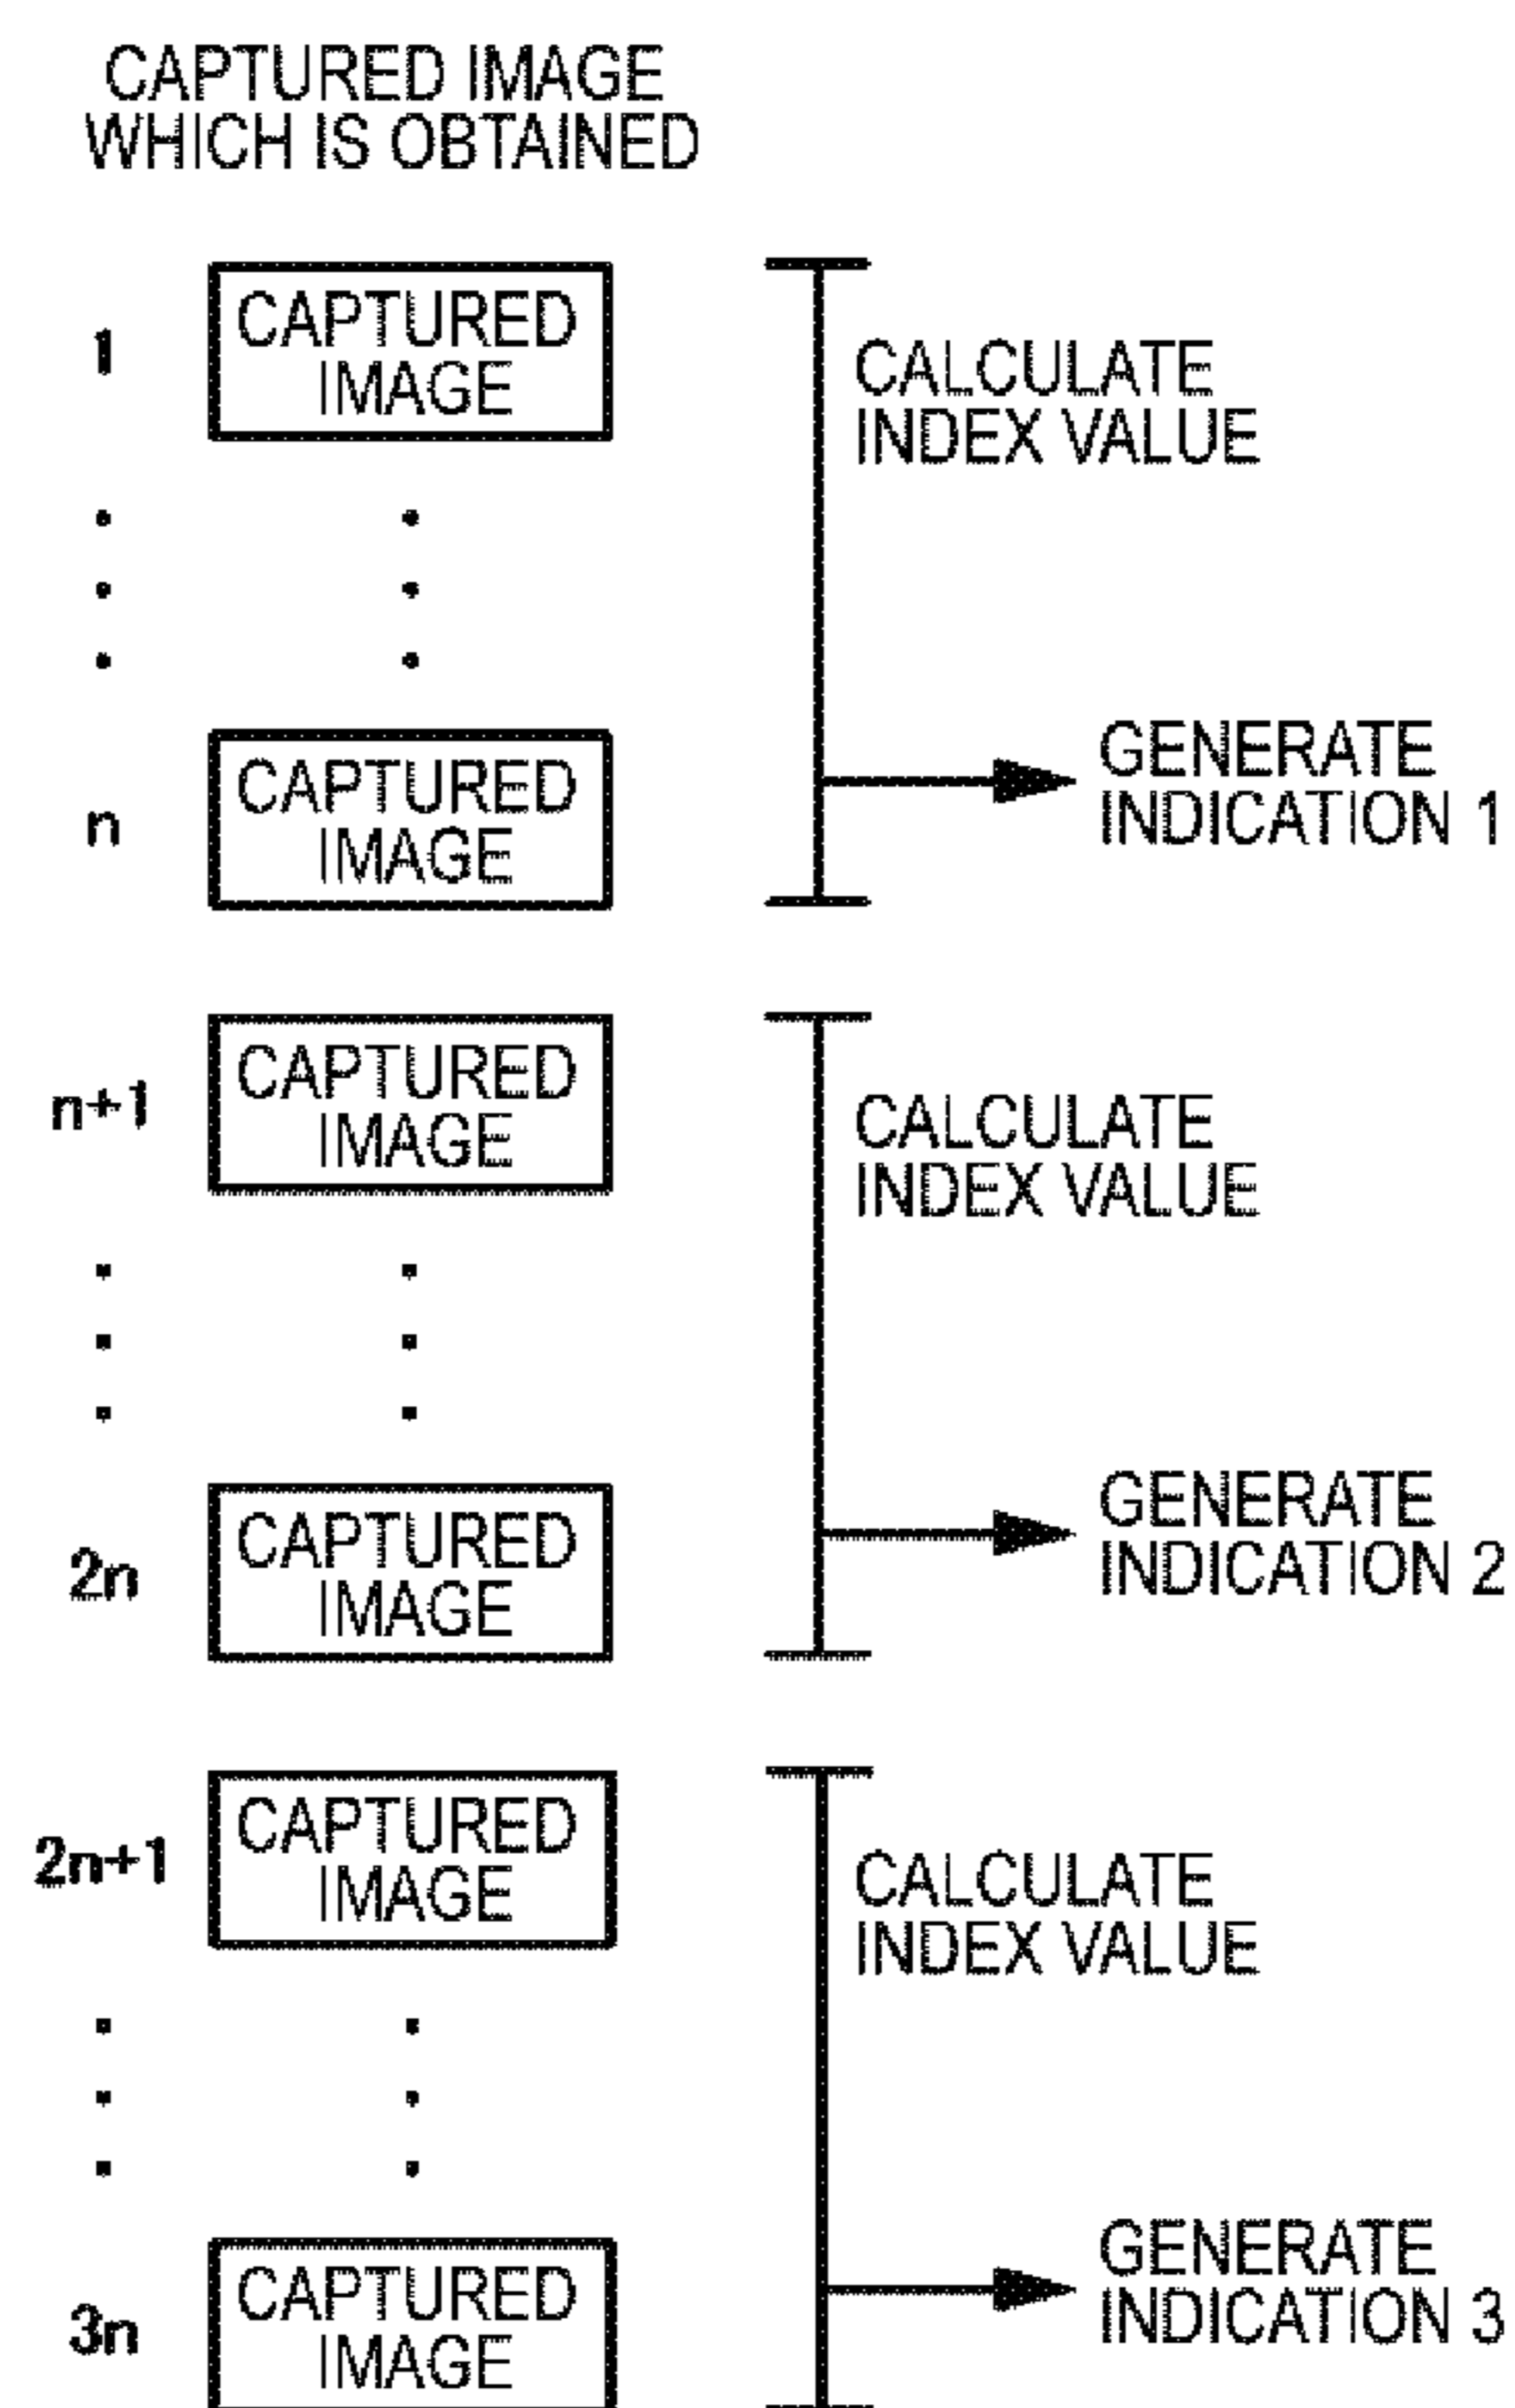 CAPTURED IMAGE
WHICH IS OBTAINED
1
CAPTURED
IMAGE
CALCULATE
INDEX VALUE
n
CAPTURED
IMAGE
GENERATE
INDICATION 1
n+1
CAPTURED
IMAGE
CALCULATE
INDEX VALUE
2n
CAPTURED
IMAGE
GENERATE
INDICATION 2
2n+1
CAPTURED
IMAGE
CALCULATE
INDEX VALUE
3n
CAPTURED
IMAGE
GENERATE
INDICATION 3